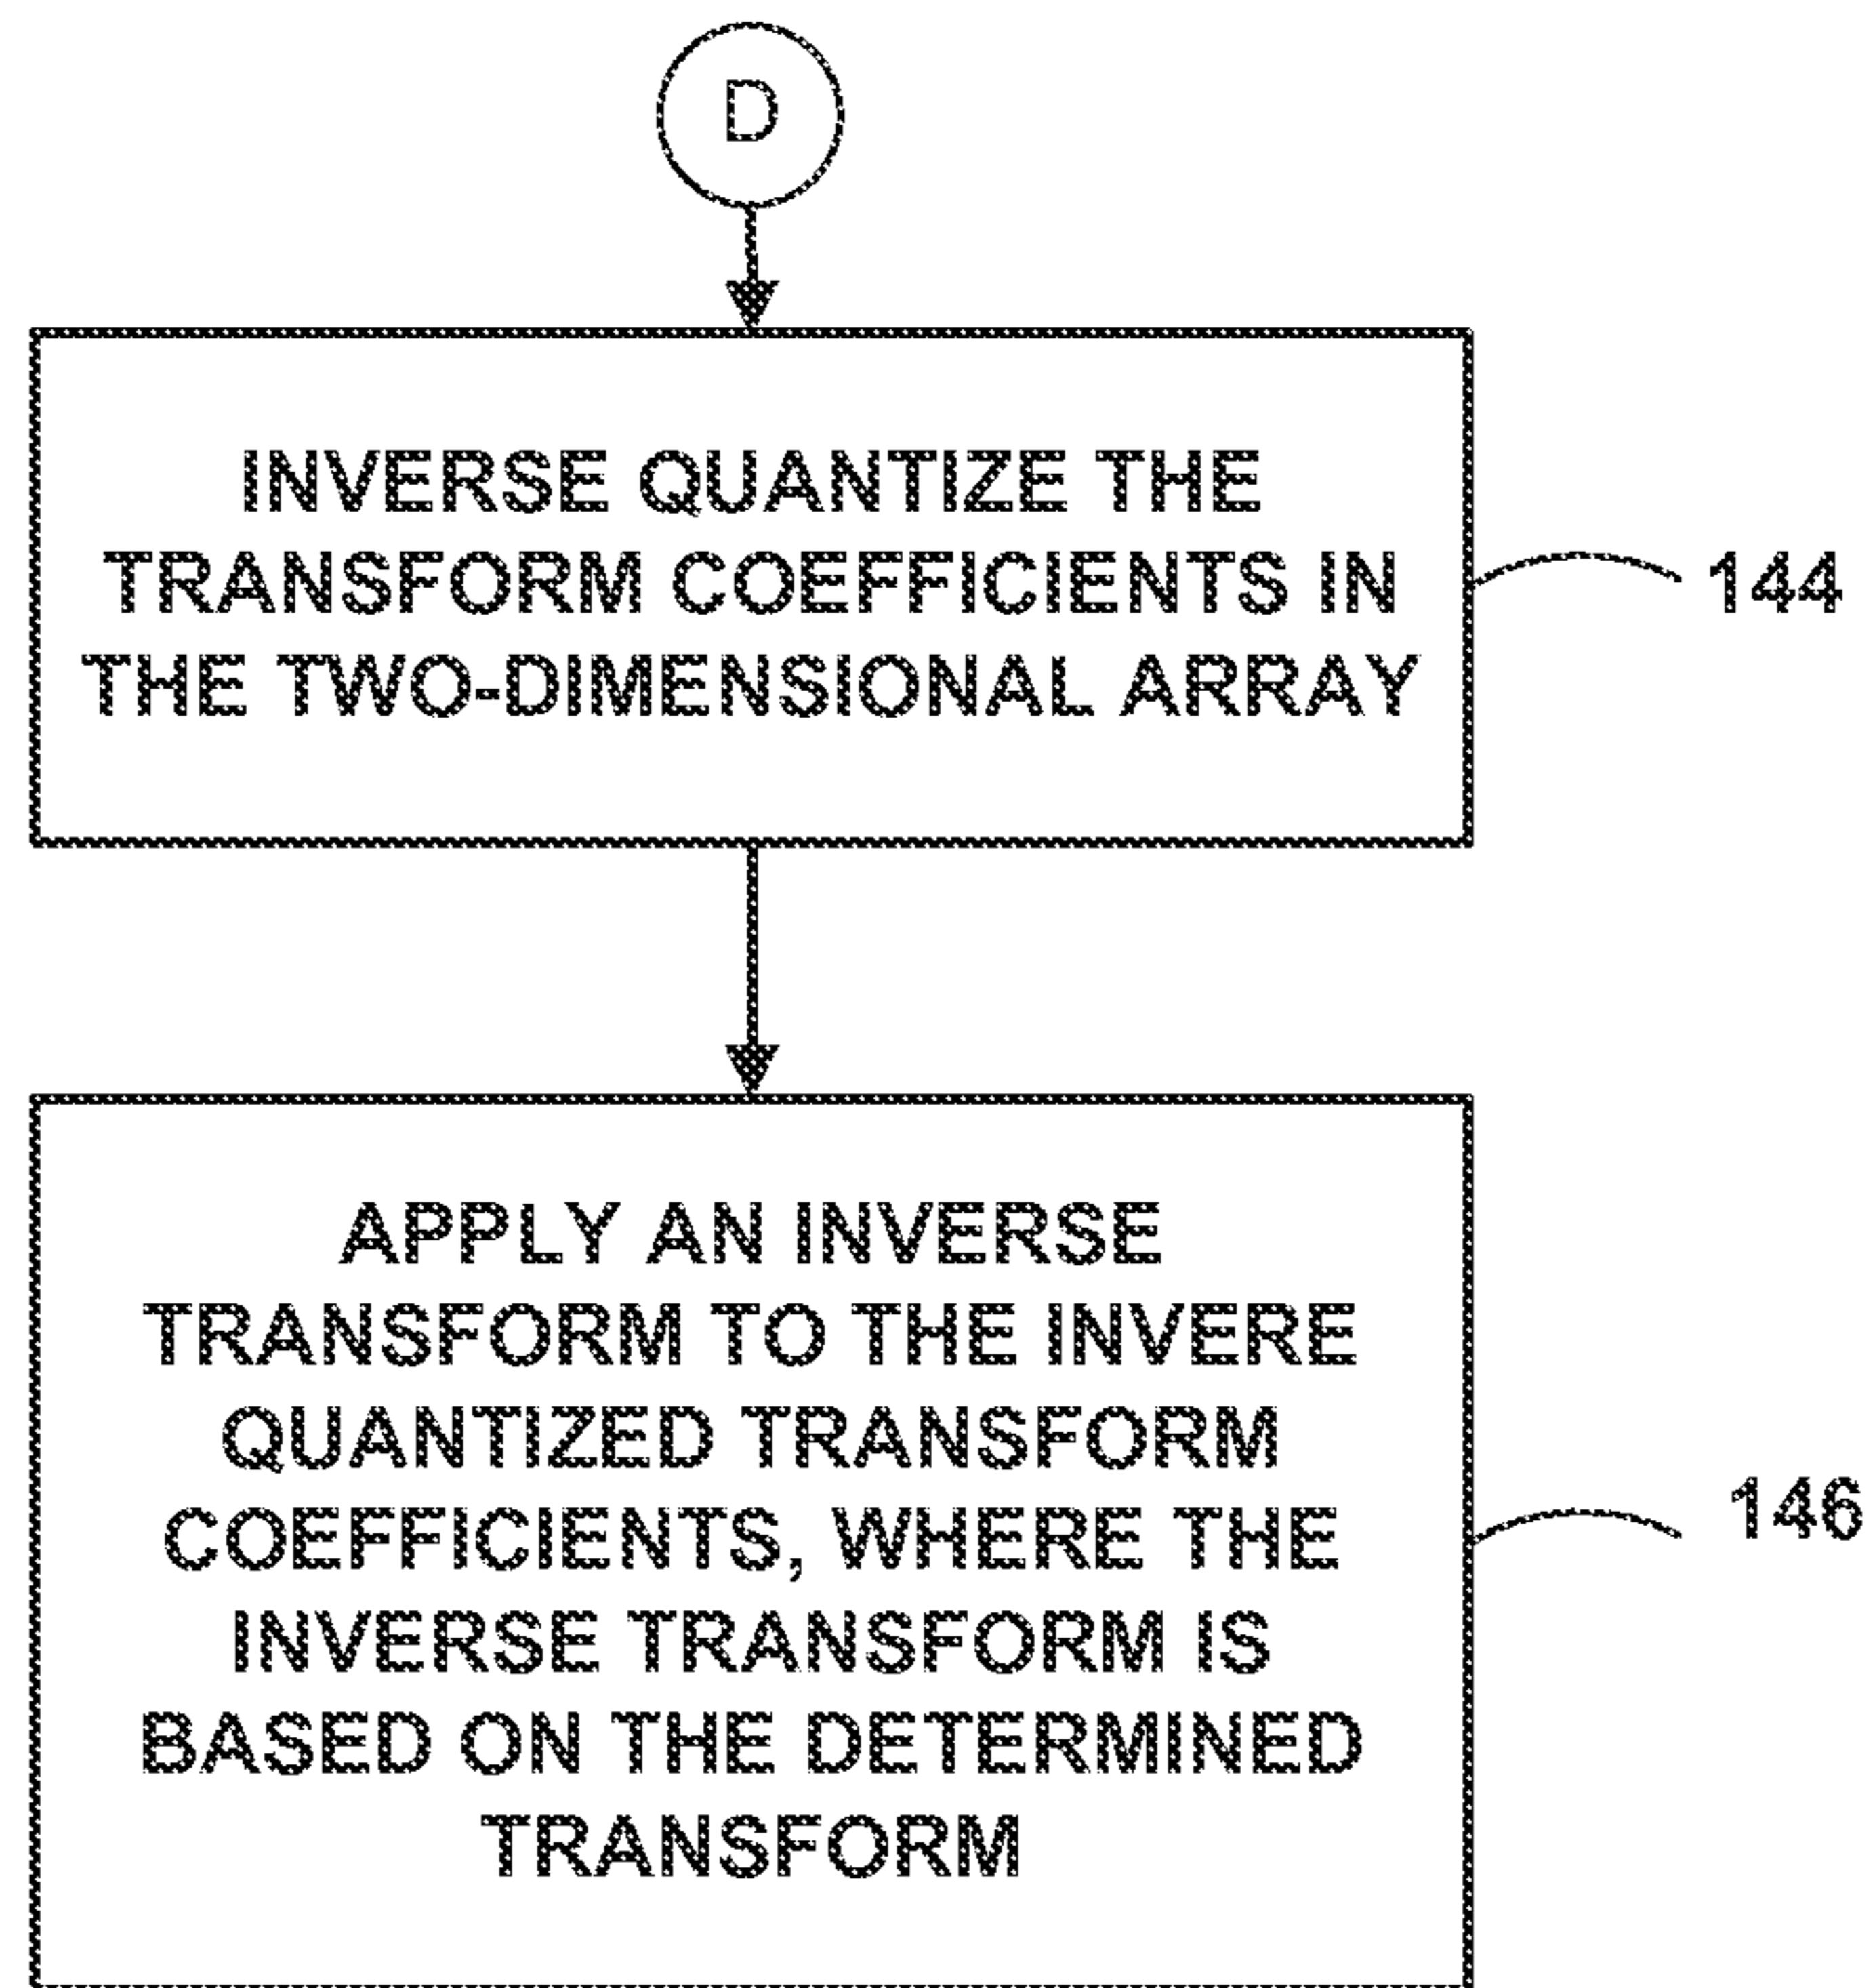 D
INVERSE QUANTIZE THE
TRANSFORM COEFFICIENTS IN
THE TWO-DIMENSIONAL ARRAY
144
APPLY AN INVERSE
TRANSFORM TO THE INVERE
QUANTIZED TRANSFORM
COEFFICIENTS, WHERE THE
INVERSE TRANSFORM IS
BASED ON THE DETERMINED
TRANSFORM
146